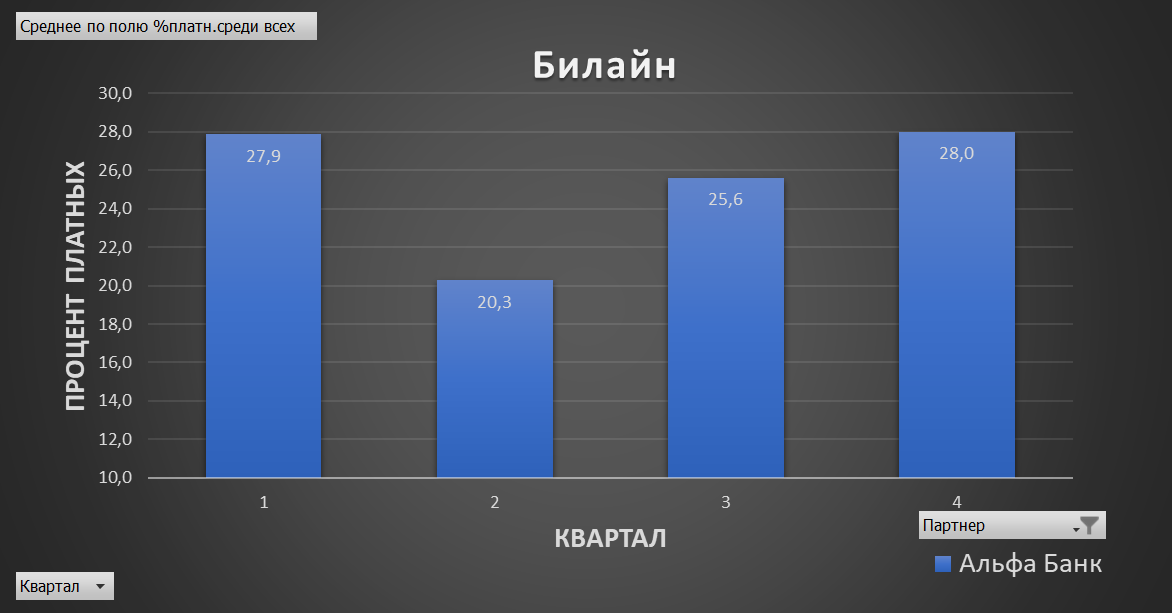 Среднее по полю %платн.среди всех
Билайн
ПРОЦЕНТ ПЛАТНЫХ
30,0
28,0
26,0
24,0
22,0
20,0
18,0
16,0
14,0
12,0
10,0
27,9
20,3
25,6
28,0
1
2
3
4
КВАРТАЛ
Партнер
Альфа Банк
Квартал